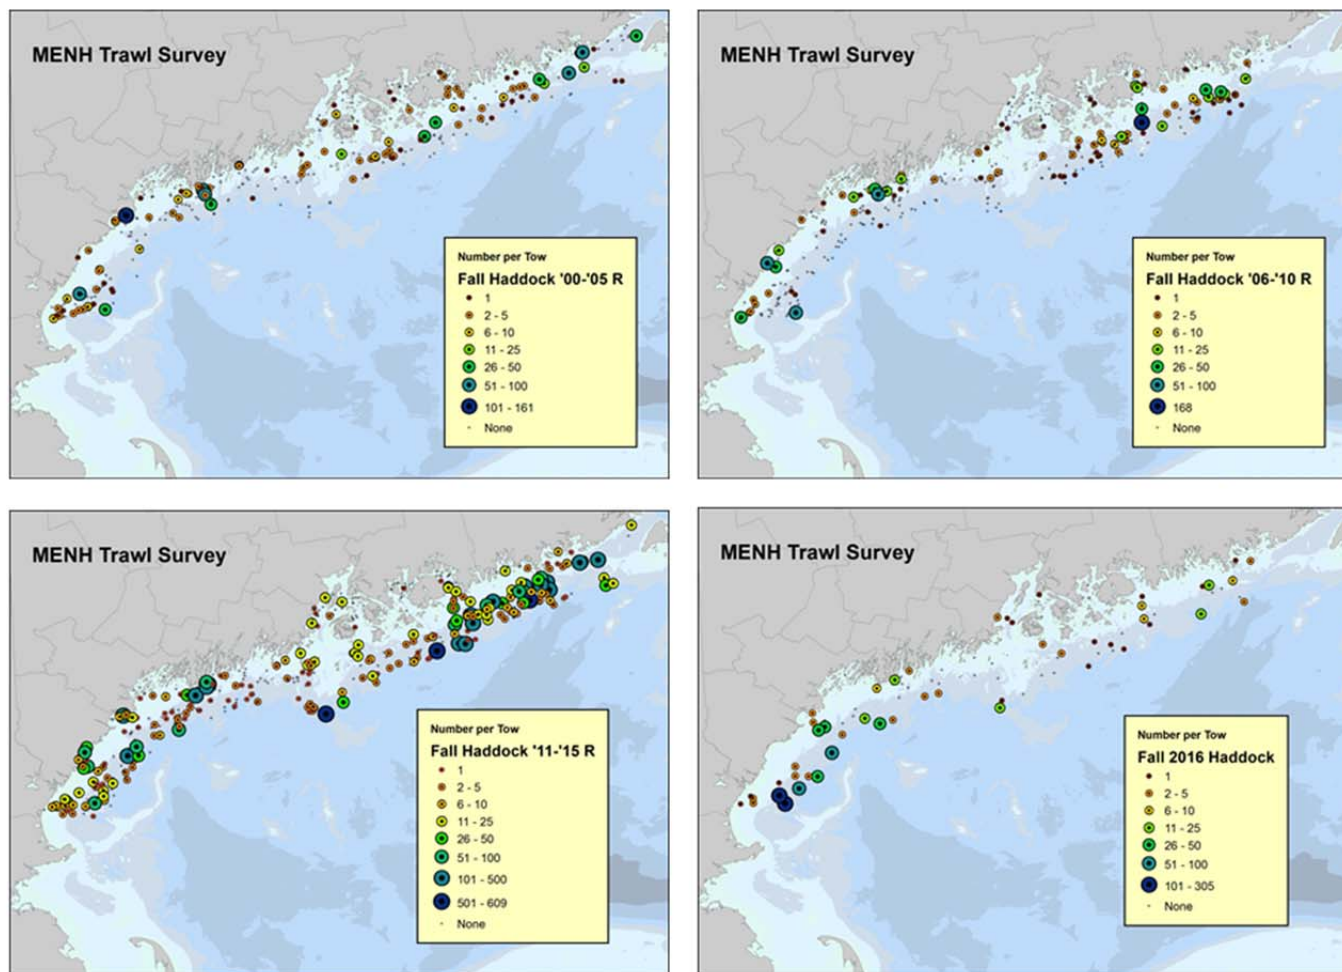 MENH Trawl Survey
Number per Tow
Fall Haddock '00-'05 R
1
2 - 5
6 - 10
11 - 25
26 - 50
51 - 100
101 - 161
None
MENH Trawl Survey
Number per Tow
Fall Haddock '06-'10 R
1
2 - 5
6 - 10
11 - 25
26 - 50
51 - 100
168
None
MENH Trawl Survey
Number per Tow
Fall Haddock '11-'15 R
1
2 - 5
6 - 10
11 - 25
26 - 50
51 - 100
101 - 500
501 - 609
None
MENH Trawl Survey
Number per Tow
Fall 2016 Haddock
1
2 - 5
6 - 10
11 - 25
26 - 50
51 - 100
101 - 305
None